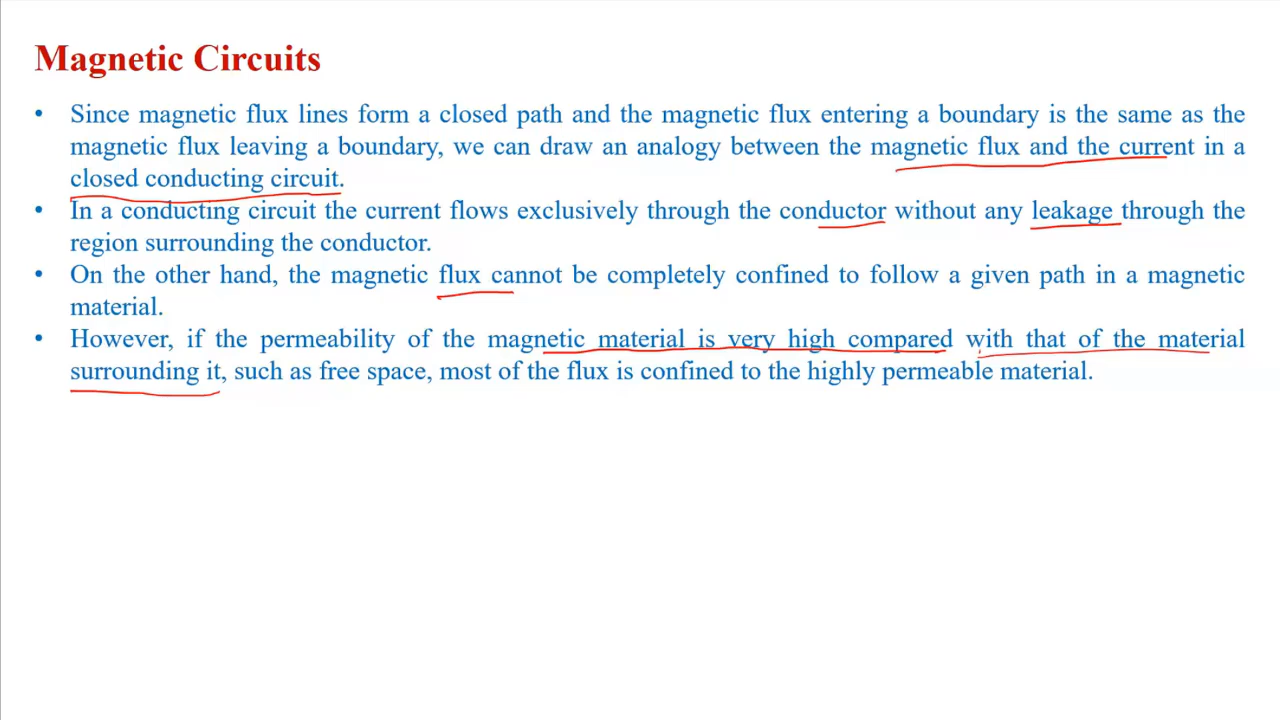 Magnetic Circuits
• Since magnetic flux lines form a closed path and the magnetic flux entering a boundary is the same as the
magnetic flux leaving a boundary, we can draw an analogy between the magnetic flux and the current in a
closed conducting circuit.
• In a conducting circuit the current flows exclusively through the conductor without any leakage through the
region surrounding the conductor.
• On the other hand, the magnetic flux cannot be completely confined to follow a given path in a magnetic
material.
• However, if the permeability of the magnetic material is very high compared with that of the material
surrounding it, such as free space, most of the flux is confined to the highly permeable material.